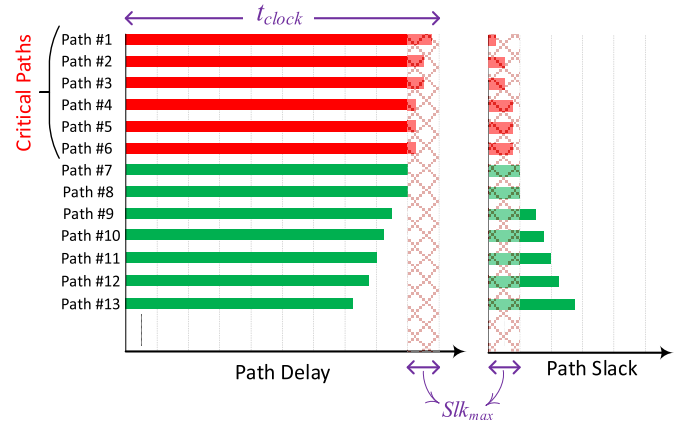 t_clock
Critical Paths
Path #1
Path #2
Path #3
Path #4
Path #5
Path #6
Path #7
Path #8
Path #9
Path #10
Path #11
Path #12
Path #13
Path Delay
Path Slack
Slk_max